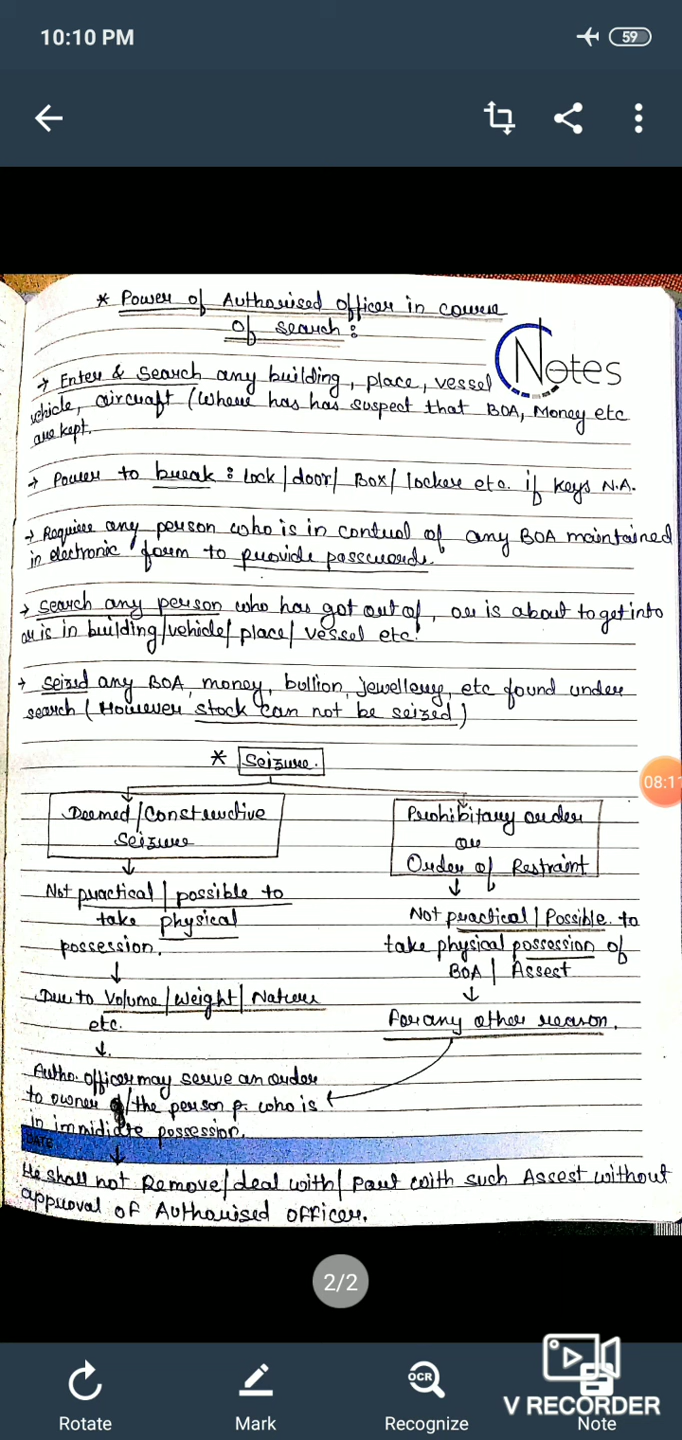 10:10 PM
59
* Power of Authorised officer in course
of search :
Notes
→ Enter & Search any building, place, vessel
vehicle, aircraft (where has has suspect that BOA, Money etc
are kept.
→ Power to break : lock/door/ Box/ locker etc. if keys N.A.
→ Require any person who is in control of any BOA maintained
in electronic form to provide passwords.
→ Search any person who has got out of, or is about to get into
or is in building/vehicle/ place/ vessel etc.
→ Seized any BOA, money, bullion, jewellery, etc found under
search ( However stock can not be seized )
* Seizure.
Deemed/Constructive
Seizure
↓
Not practical / possible to
take physical
possession.
↓
Due to Volume/weight/ Nature
etc.
↓
Prohibitary order
or
Order of Restraint
↓
Not practical / Possible to
take physical possession of
BOA / Assest
↓
For any other reason.
Autho. officer may serve an order
to owner /the person p. who is
in immidiate possession.
DATE
↓
He shall not Remove/deal with/ Part with such Assest without
approval of Authorised officer.
08:11
2/2
OCR
Rotate
Mark
Recognize
Note
V RECORDER